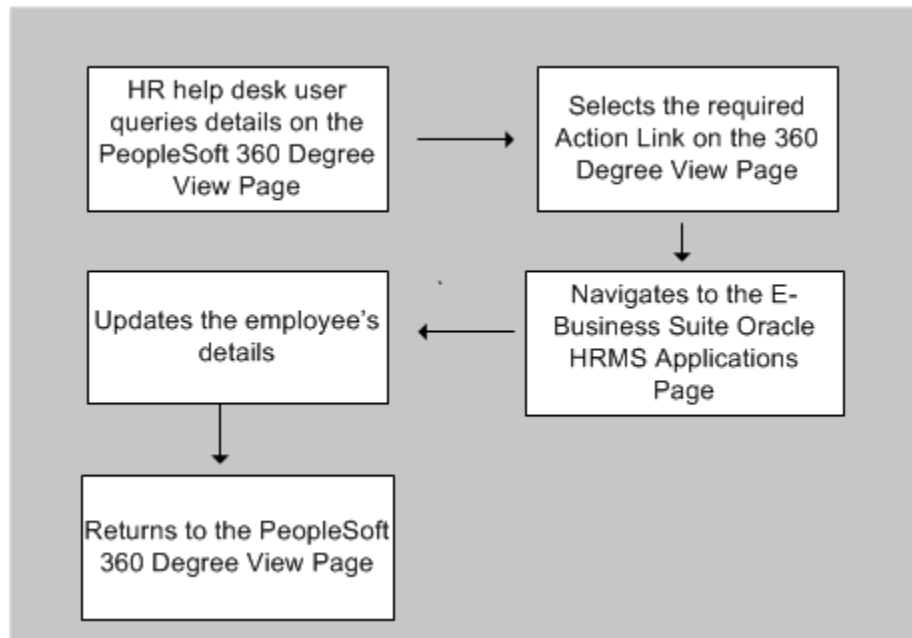 HR help desk user
queries details on the
PeopleSoft 360 Degree
View Page
Selects the required
Action Link on the 360
Degree View Page
Navigates to the E-
Business Suite Oracle
HRMS Applications
Page
Updates the employee's
details
Returns to the PeopleSoft
360 Degree View Page